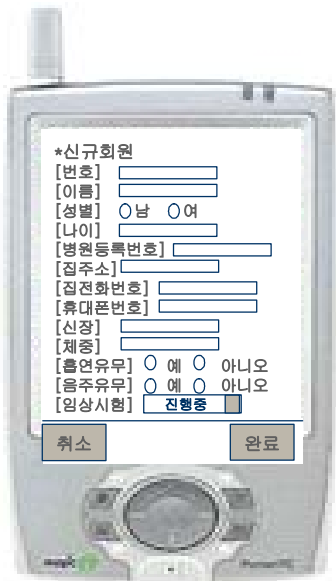 *신규회원
[번호]
[이름]
[성별] 남 여
[나이]
[병원등록번호]
[집주소]
[집전화번호]
[휴대폰번호]
[신장]
[체중]
[흡연유무] 예 아니오
[음주유무] 예 아니오
[임상시험] 진행중
취소 완료